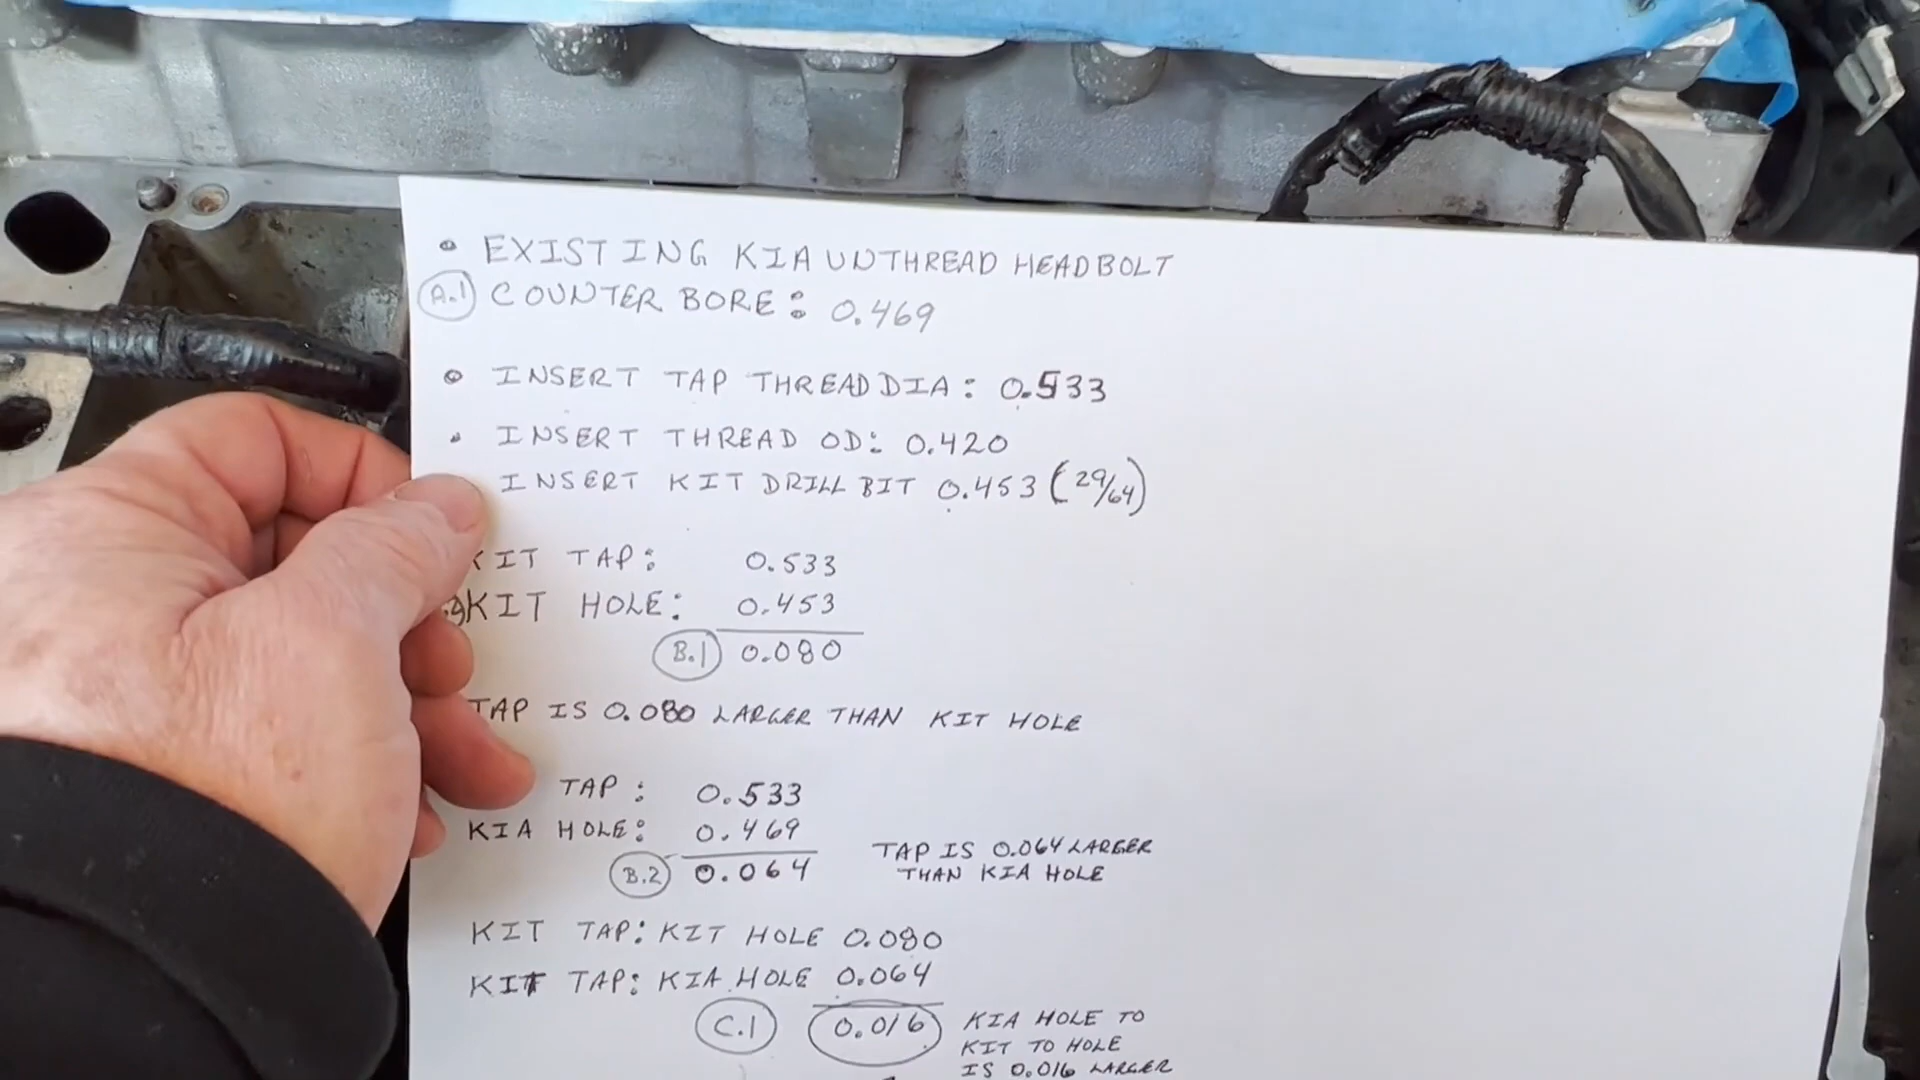 • EXISTING KIA UNTHREAD HEADBOLT
A.1 COUNTER BORE: 0.469
• INSERT TAP THREAD DIA: 0.533
• INSERT THREAD OD: 0.420
INSERT KIT DRILL BIT 0.453 (29/64)
KIT TAP: 0.533
KIT HOLE: 0.453
B.1 0.080
TAP IS 0.080 LARGER THAN KIT HOLE
TAP: 0.533
KIA HOLE: 0.469
B.2 0.064
TAP IS 0.064 LARGER
THAN KIA HOLE
KIT TAP: KIT HOLE 0.080
KIT TAP: KIA HOLE 0.064
C.1 0.016
KIA HOLE TO
KIT TO HOLE
IS 0.016 LARGER